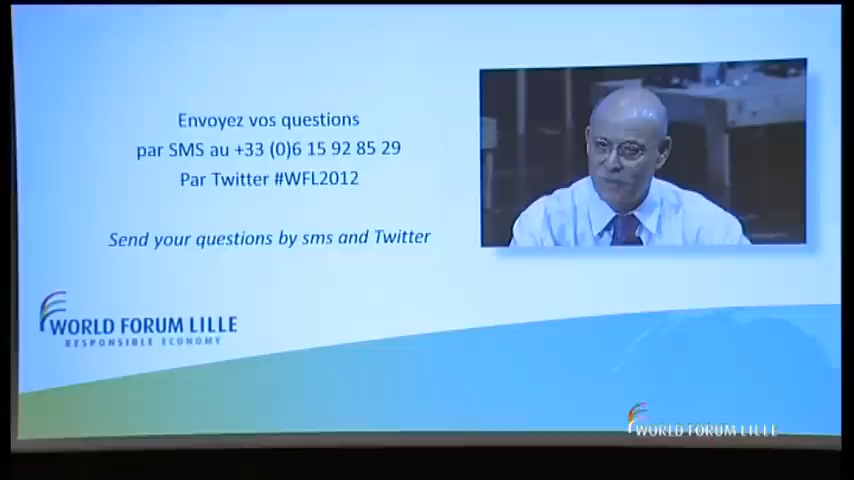 Envoyez vos questions
par SMS au +33 (0)6 15 92 85 29
Par Twitter #WFL2012
Send your questions by sms and Twitter
WORLD FORUM LILLE
RESPONSIBLE ECONOMY
WORLD FORUM LILLE